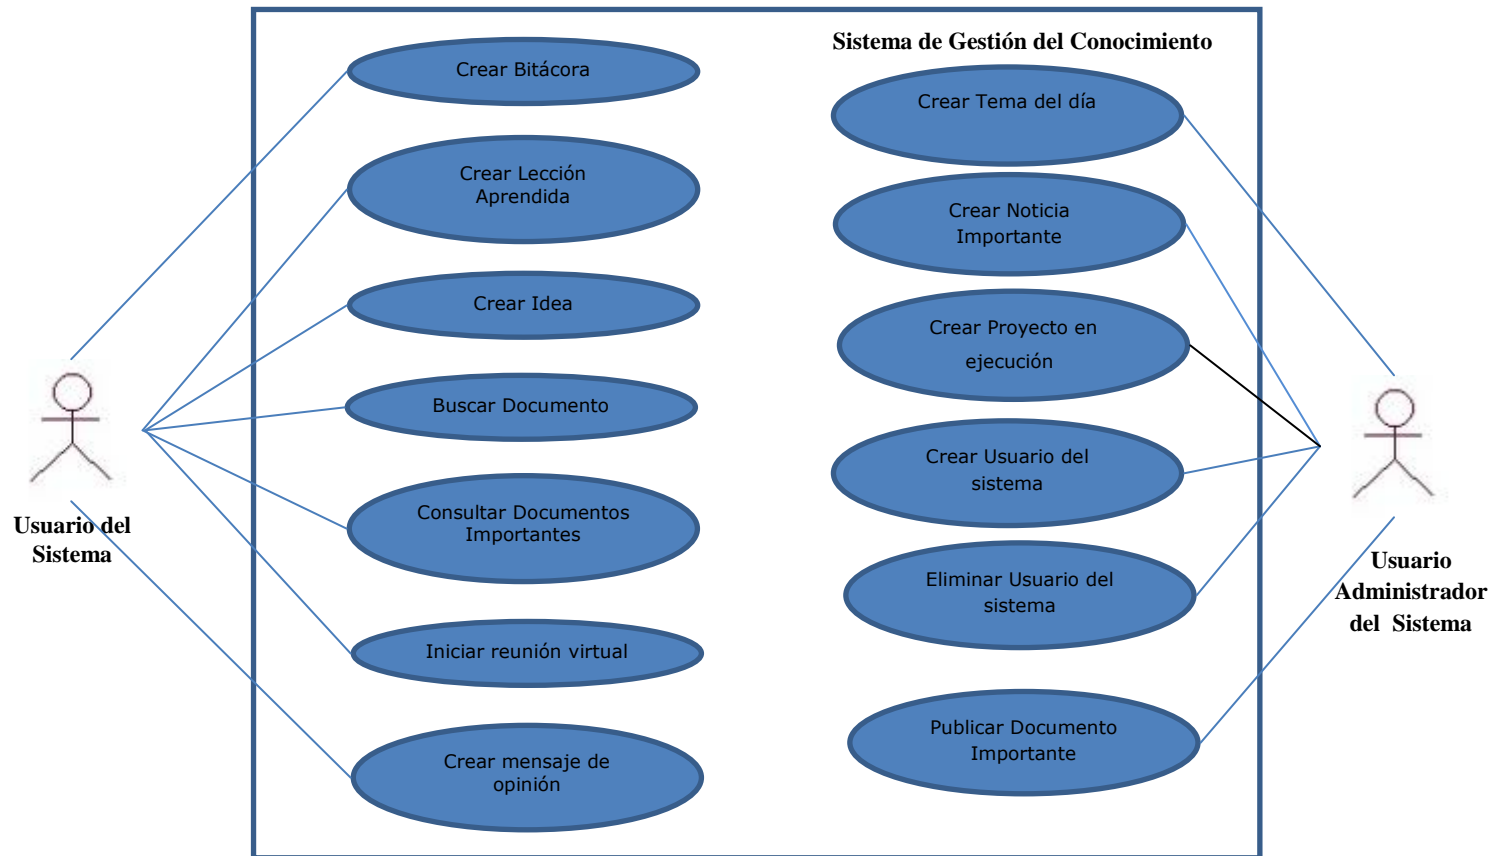 Sistema de Gestión del Conocimiento
Crear Bitácora
Crear Lección
Aprendida
Crear Idea
Buscar Documento
Consultar Documentos
Importantes
Iniciar reunión virtual
Crear mensaje de
opinión
Crear Tema del día
Crear Noticia
Importante
Crear Proyecto en
ejecución
Crear Usuario del
sistema
Eliminar Usuario del
sistema
Publicar Documento
Importante
Usuario del
Sistema
Usuario
Administrador
del Sistema